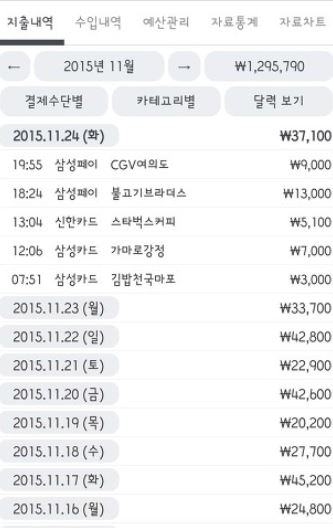 지출내역 수입내역 예산관리 자료통계 자료차트
← 2015년 11월 → ₩1,295,790
결제수단별 카테고리별 달력 보기
2015.11.24 (화) ₩37,100
19:55 삼성페이 CGV여의도 ₩9,000
18:24 삼성페이 불고기브라더스 ₩13,000
13:04 신한카드 스타벅스커피 ₩5,100
12:06 삼성카드 가마로강정 ₩7,000
07:51 삼성카드 김밥천국마포 ₩3,000
2015.11.23 (월) ₩33,700
2015.11.22 (일) ₩42,800
2015.11.21 (토) ₩22,900
2015.11.20 (금) ₩42,600
2015.11.19 (목) ₩20,200
2015.11.18 (수) ₩27,700
2015.11.17 (화) ₩45,200
2015.11.16 (월) ₩24,800